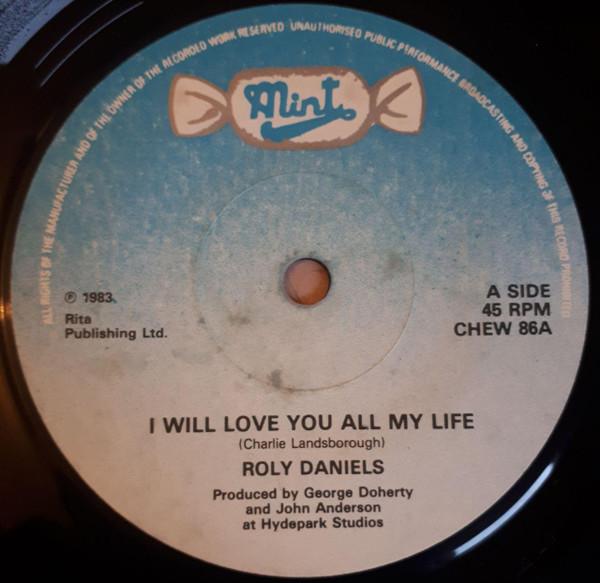 ALL RIGHTS OF THE MANUFACTURER AND OF THE OWNER OF THE RECORDED WORK RESERVED UNAUTHORISED PUBLIC PERFORMANCE BROADCASTING AND COPYING OF THIS RECORD PROHIBITED
Mint
℗ 1983
Rita
Publishing Ltd.
A SIDE
45 RPM
CHEW 86A
I WILL LOVE YOU ALL MY LIFE
(Charlie Landsborough)
ROLY DANIELS
Produced by George Doherty
and John Anderson
at Hydepark Studios